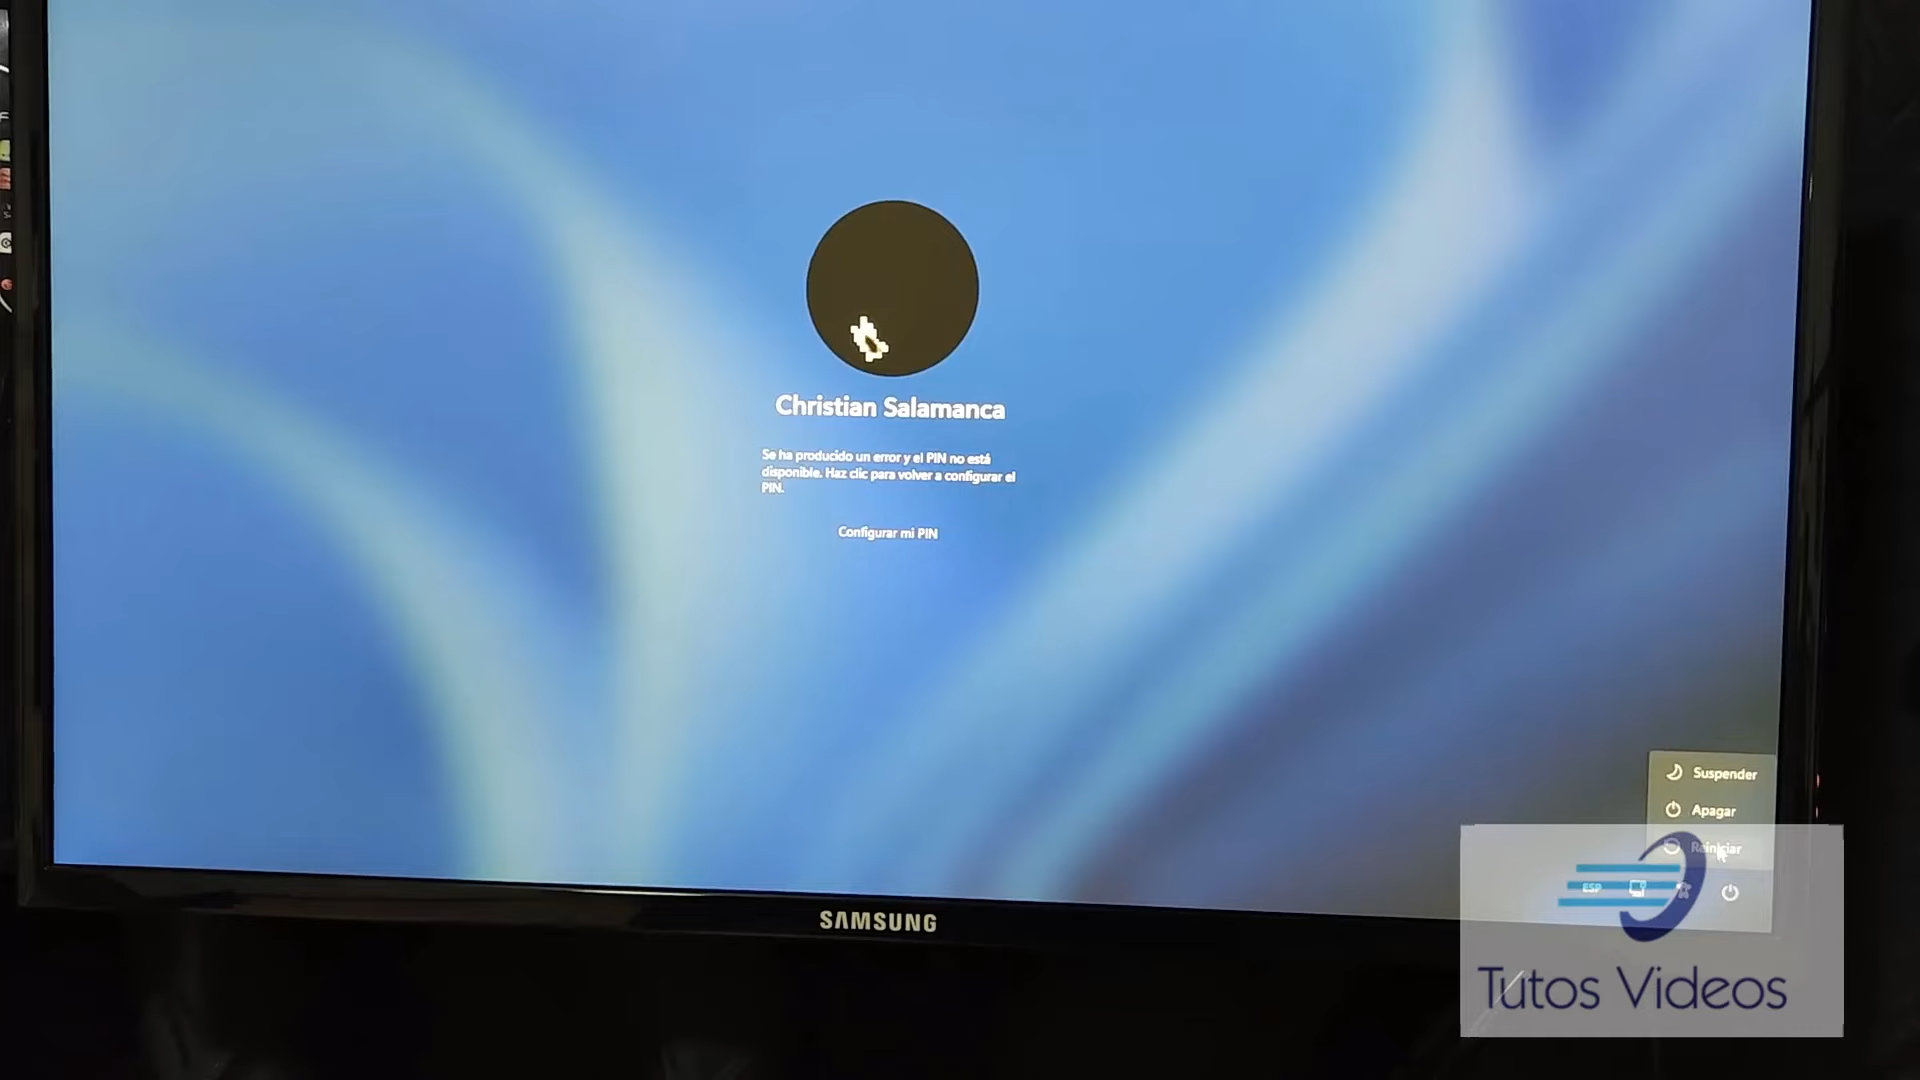 Christian Salamanca
Se ha producido un error y el PIN no está
disponible. Haz clic para volver a configurar el
PIN.
Configurar mi PIN
Suspender
Apagar
Reiniciar
ESP
SAMSUNG
Tutos Videos